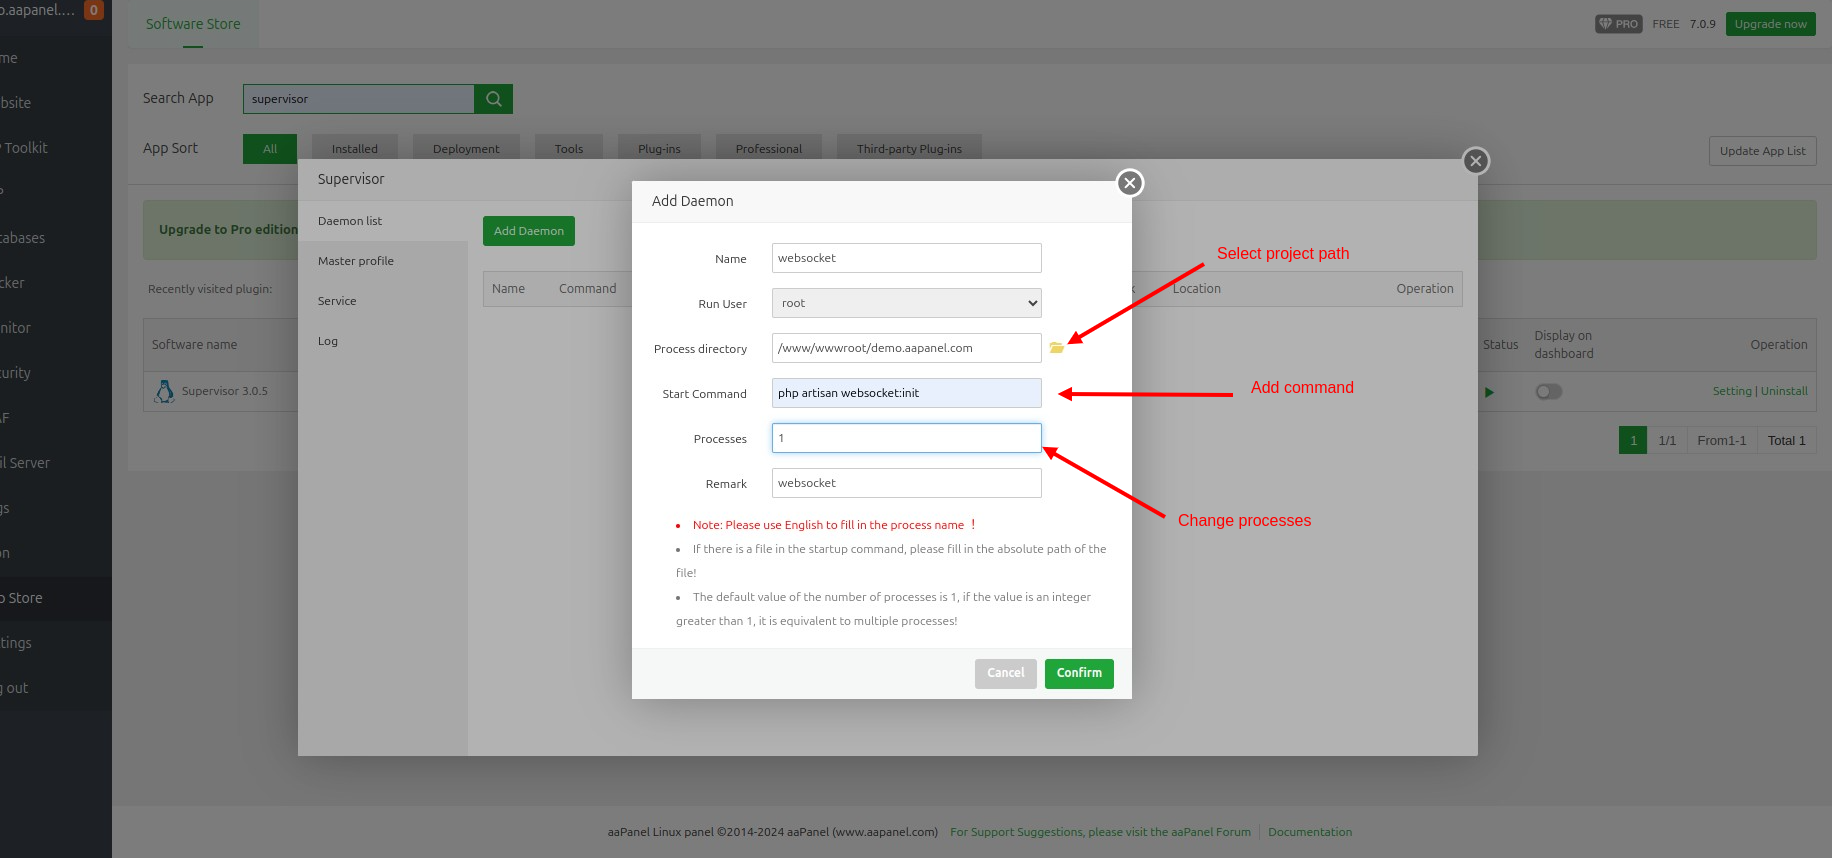 o.aapanel.... 0
me
bsite
Toolkit
P
tabases
cker
nitor
curity
AF
il Server
gs
on
p Store
tings
g out
Software Store
PRO FREE 7.0.9 Upgrade now
Search App supervisor
App Sort All Installed Deployment Tools Plug-ins Professional Third-party Plug-ins Update App List
Upgrade to Pro edition
Recently visited plugin:
Software name Status Display on dashboard Operation
Supervisor 3.0.5 Setting | Uninstall
1 1/1 From1-1 Total 1
Supervisor
Daemon list
Master profile
Service
Log
Add Daemon
Name Command Location Operation
Add Daemon
Name websocket
Run User root
Process directory /www/wwwroot/demo.aapanel.com
Start Command php artisan websocket:init
Processes 1
Remark websocket
• Note: Please use English to fill in the process name ！
• If there is a file in the startup command, please fill in the absolute path of the
file!
• The default value of the number of processes is 1, if the value is an integer
greater than 1, it is equivalent to multiple processes!
Cancel Confirm
Select project path
Add command
Change processes
aaPanel Linux panel ©2014-2024 aaPanel (www.aapanel.com) For Support Suggestions, please visit the aaPanel Forum Documentation